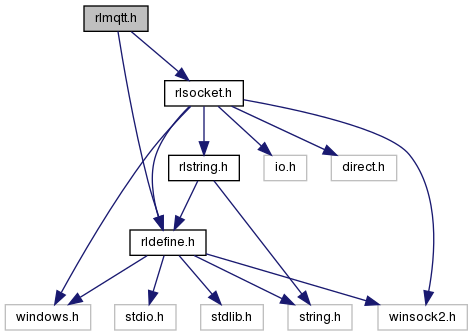 rlmqtt.h
rlsocket.h
rlstring.h
io.h
direct.h
rldefine.h
windows.h
stdio.h
stdlib.h
string.h
winsock2.h